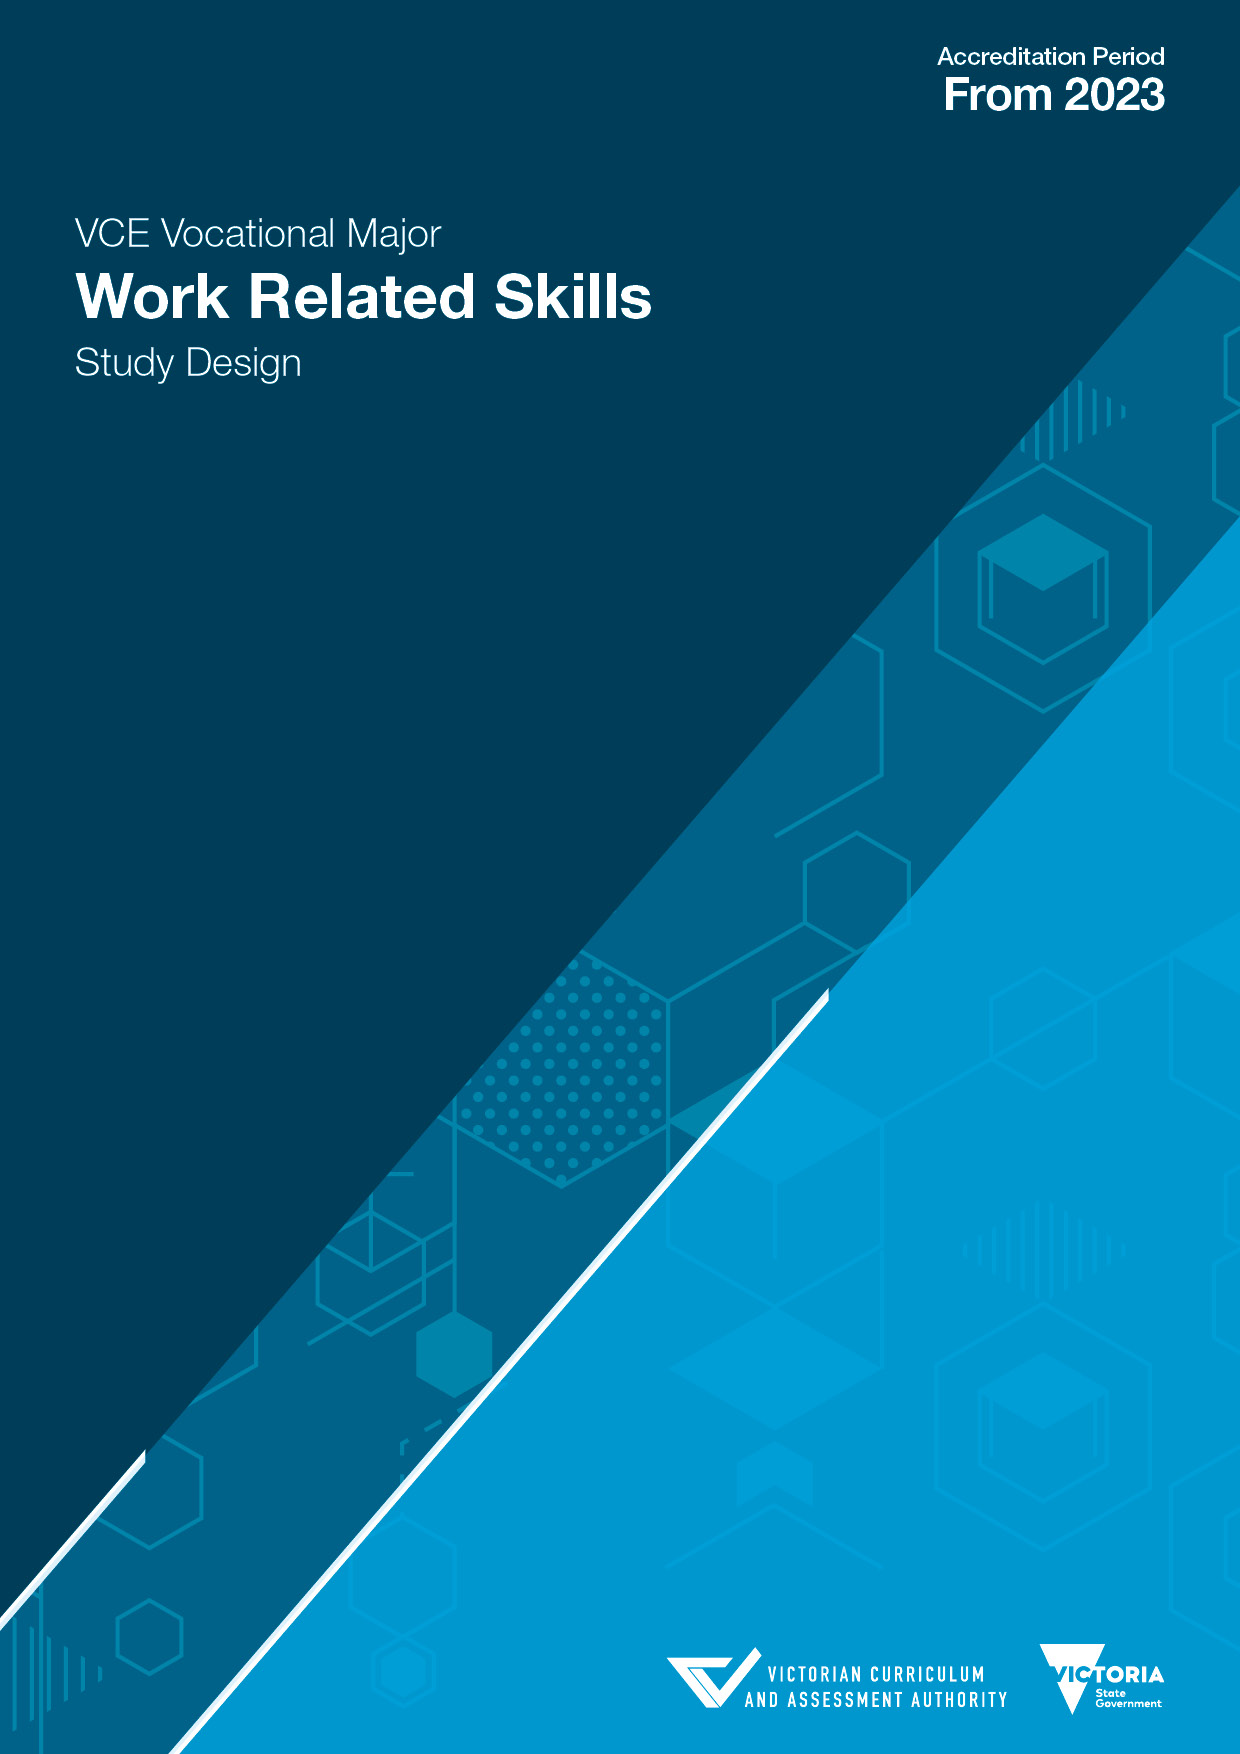 Accreditation Period
From 2023
VCE Vocational Major
Work Related Skills
Study Design
VICTORIAN CURRICULUM
AND ASSESSMENT AUTHORITY
VICTORIA
State
Government